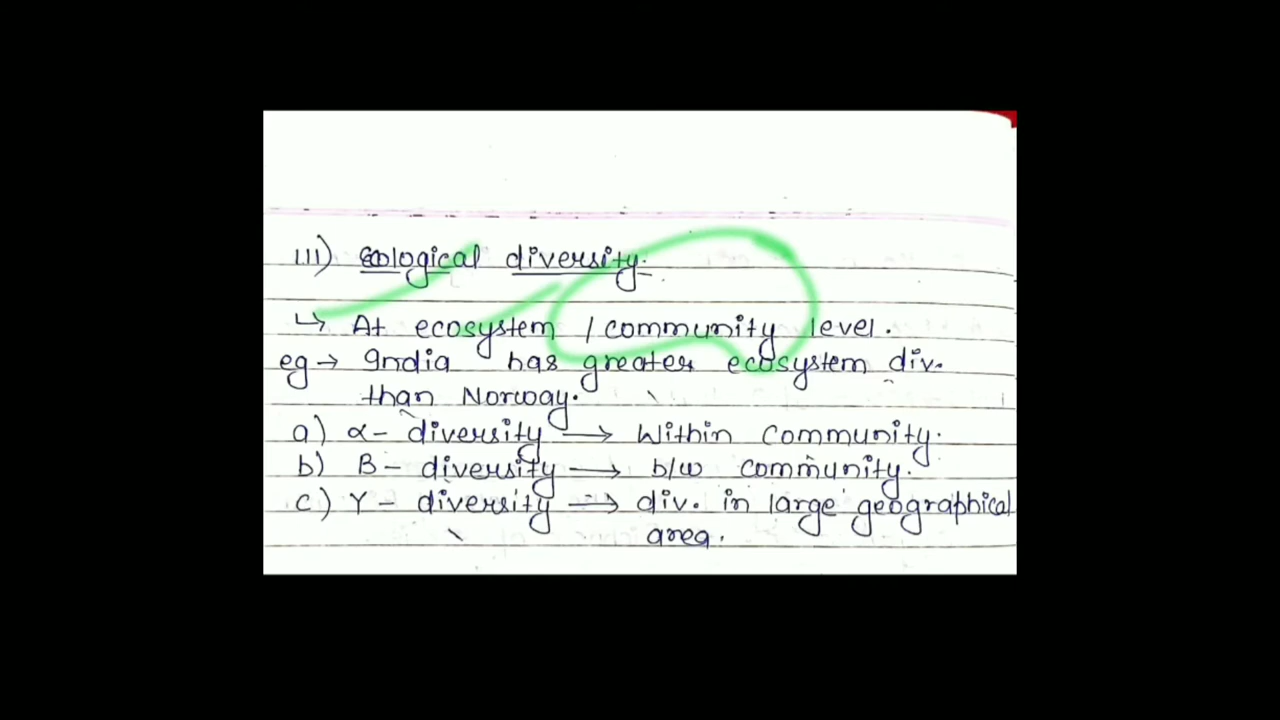 III) Ecological diversity.
↳ At ecosystem / community level.
eg → India has greater ecosystem div.
than Norway.
a) α- diversity → Within community.
b) β- diversity → b/w community.
c) γ- diversity → div. in large geographical
area.